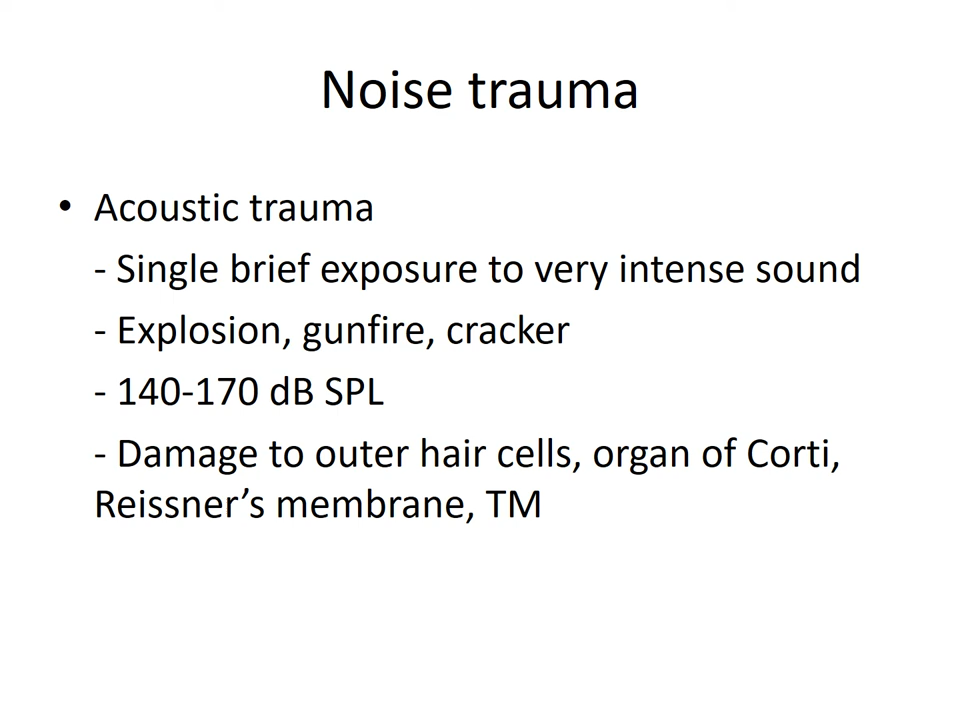 Noise trauma
• Acoustic trauma
- Single brief exposure to very intense sound
- Explosion, gunfire, cracker
- 140-170 dB SPL
- Damage to outer hair cells, organ of Corti,
Reissner’s membrane, TM